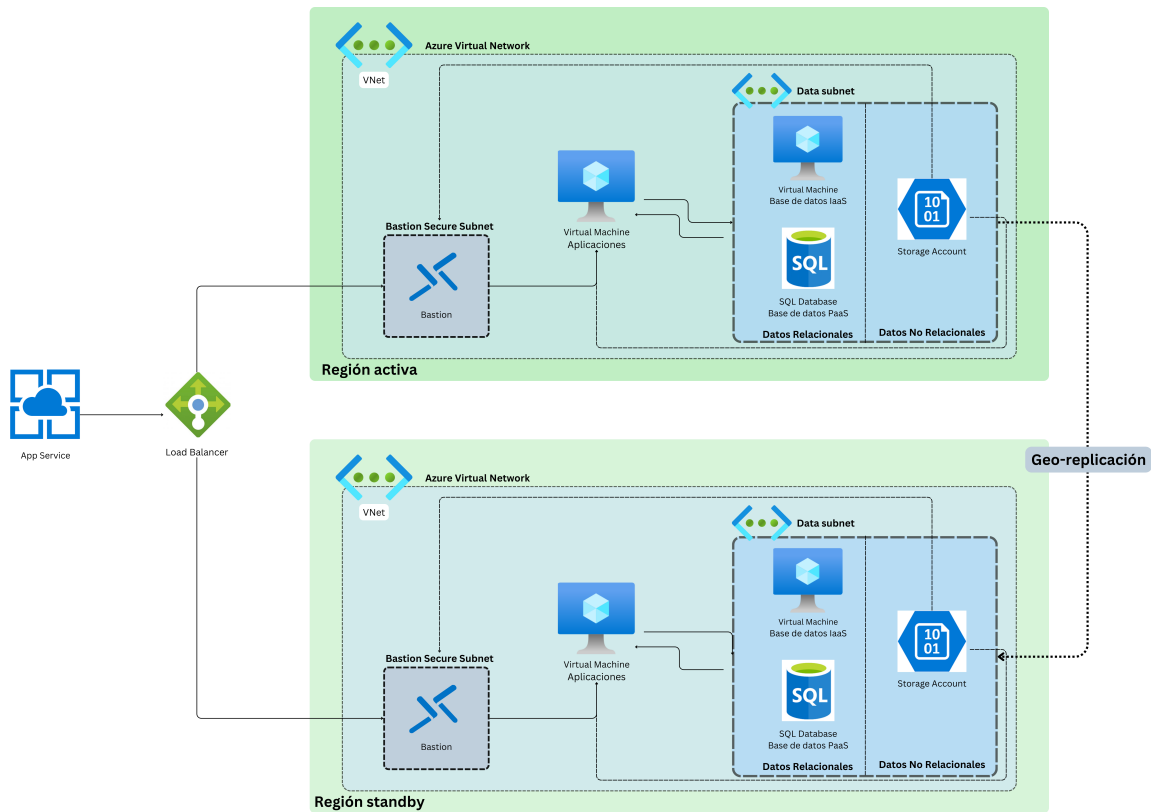 Azure Virtual Network
VNet
Data subnet
Virtual Machine
Base de datos IaaS
Virtual Machine
Aplicaciones
10
01
Storage Account
Bastion Secure Subnet
Bastion
SQL
SQL Database
Base de datos PaaS
Datos Relacionales
Datos No Relacionales
Región activa
App Service
Load Balancer
Geo-replicación
Azure Virtual Network
VNet
Data subnet
Virtual Machine
Base de datos IaaS
Virtual Machine
Aplicaciones
10
01
Storage Account
Bastion Secure Subnet
Bastion
SQL
SQL Database
Base de datos PaaS
Datos Relacionales
Datos No Relacionales
Región standby